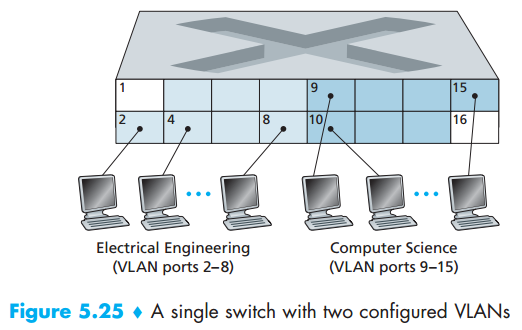 1 9 15
2 4 8 10 16
Electrical Engineering
(VLAN ports 2–8)
Computer Science
(VLAN ports 9–15)
Figure 5.25 ♦ A single switch with two configured VLANs